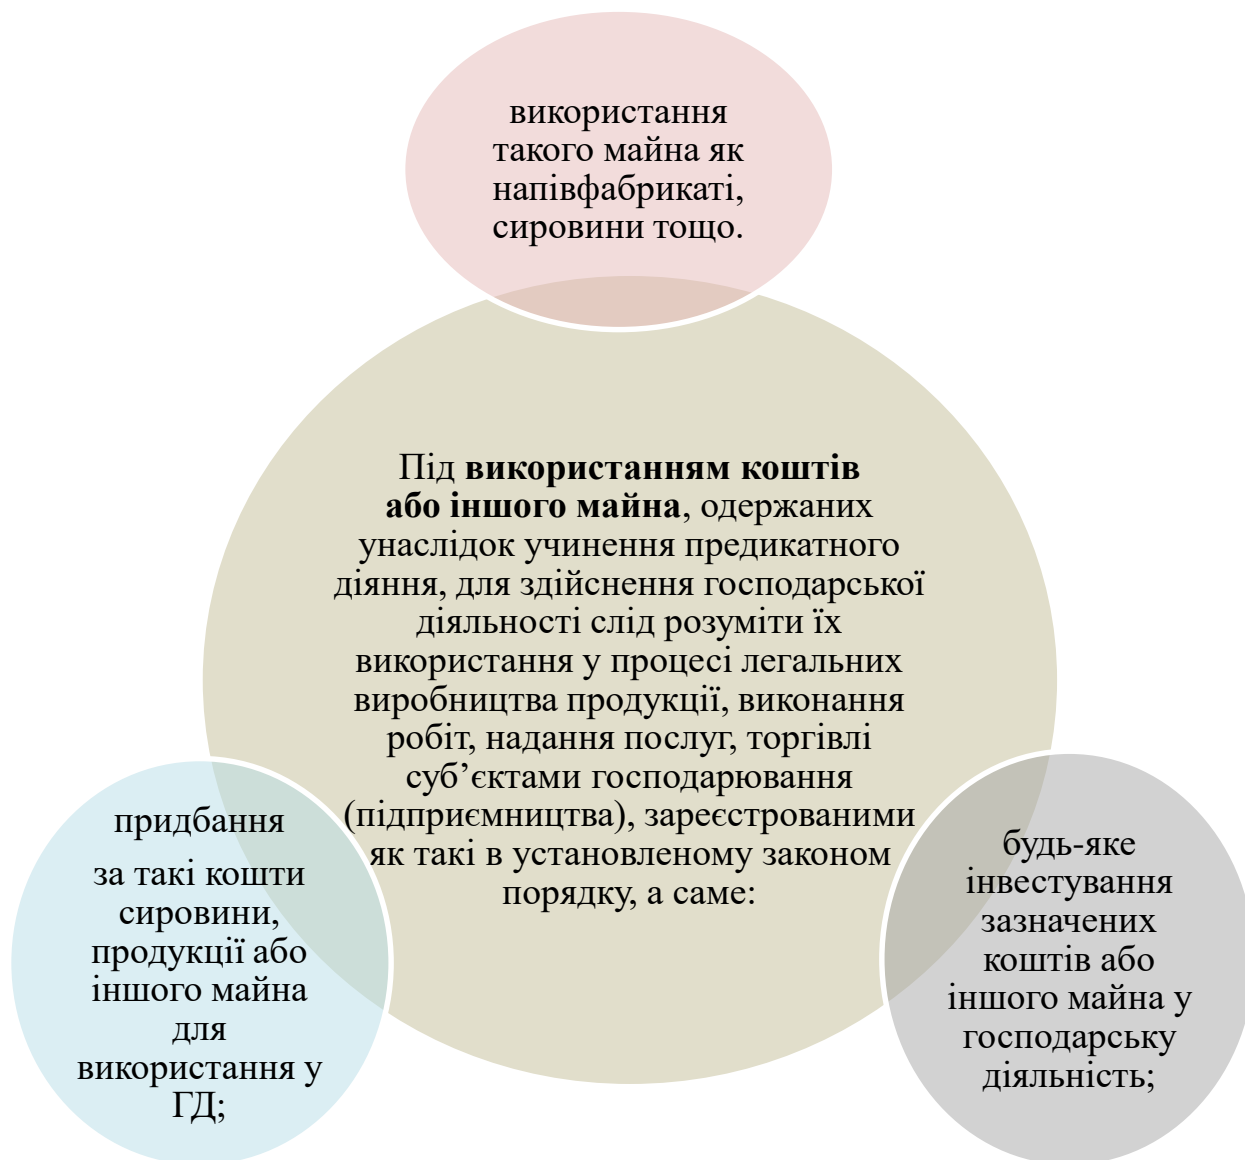 використання
такого майна як
напівфабрикаті,
сировини тощо.
Під використанням коштів
або іншого майна, одержаних
унаслідок учинення предикатного
діяння, для здійснення господарської
діяльності слід розуміти їх
використання у процесі легальних
виробництва продукції, виконання
робіт, надання послуг, торгівлі
суб’єктами господарювання
(підприємництва), зареєстрованими
як такі в установленому законом
порядку, а саме:
придбання
за такі кошти
сировини,
продукції або
іншого майна
для
використання у
ГД;
будь-яке
інвестування
зазначених
коштів або
іншого майна у
господарську
діяльність;